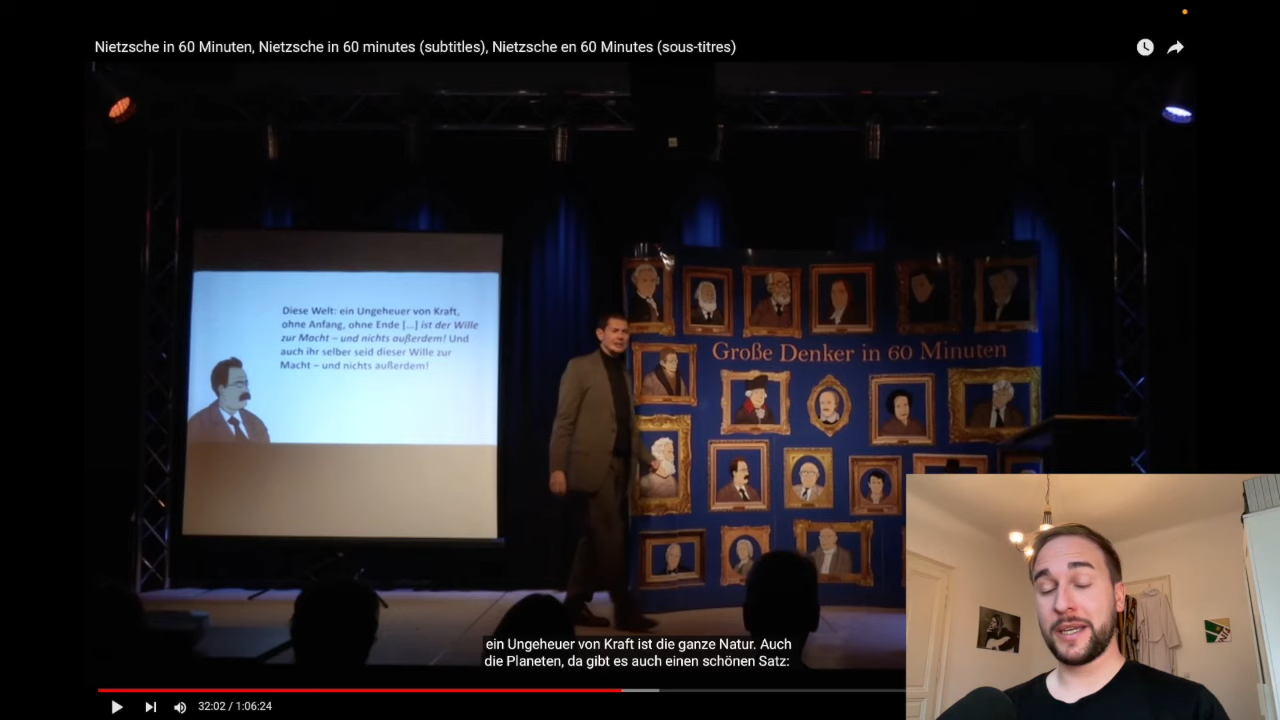 Nietzsche in 60 Minuten, Nietzsche in 60 minutes (subtitles), Nietzsche en 60 Minutes (sous-titres)
Diese Welt: ein Ungeheuer von Kraft,
ohne Anfang, ohne Ende [...] ist der Wille
zur Macht – und nichts außerdem! Und
auch ihr selber seid dieser Wille zur
Macht – und nichts außerdem!
Große Denker in 60 Minuten
ein Ungeheuer von Kraft ist die ganze Natur. Auch
die Planeten, da gibt es auch einen schönen Satz:
32:02 / 1:06:24